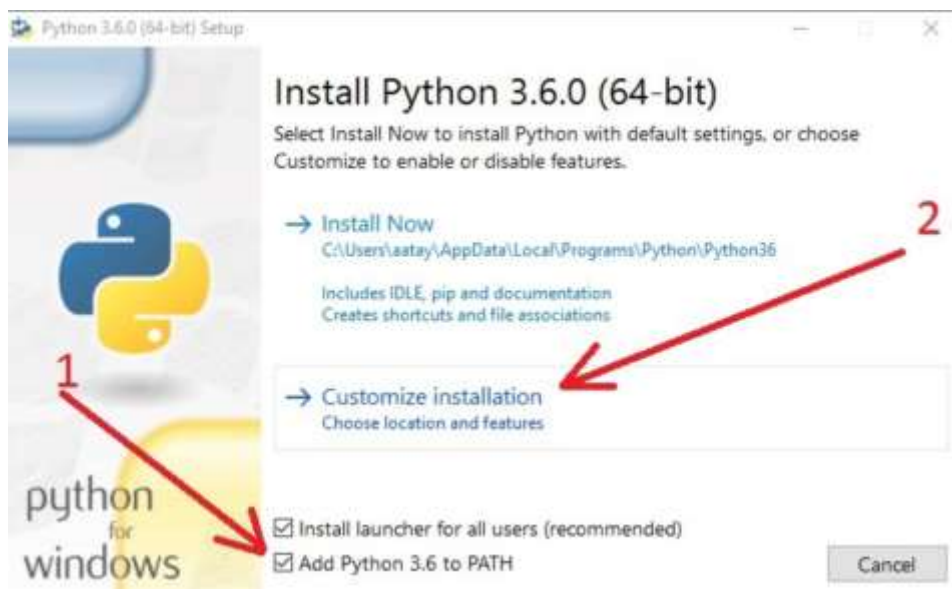 Python 3.6.0 (64-bit) Setup
Install Python 3.6.0 (64-bit)
Select Install Now to install Python with default settings, or choose
Customize to enable or disable features.
→ Install Now
C:\Users\aatay\AppData\Local\Programs\Python\Python36
Includes IDLE, pip and documentation
Creates shortcuts and file associations
2
→ Customize installation
Choose location and features
1
python
for
windows
Install launcher for all users (recommended)
Add Python 3.6 to PATH
Cancel